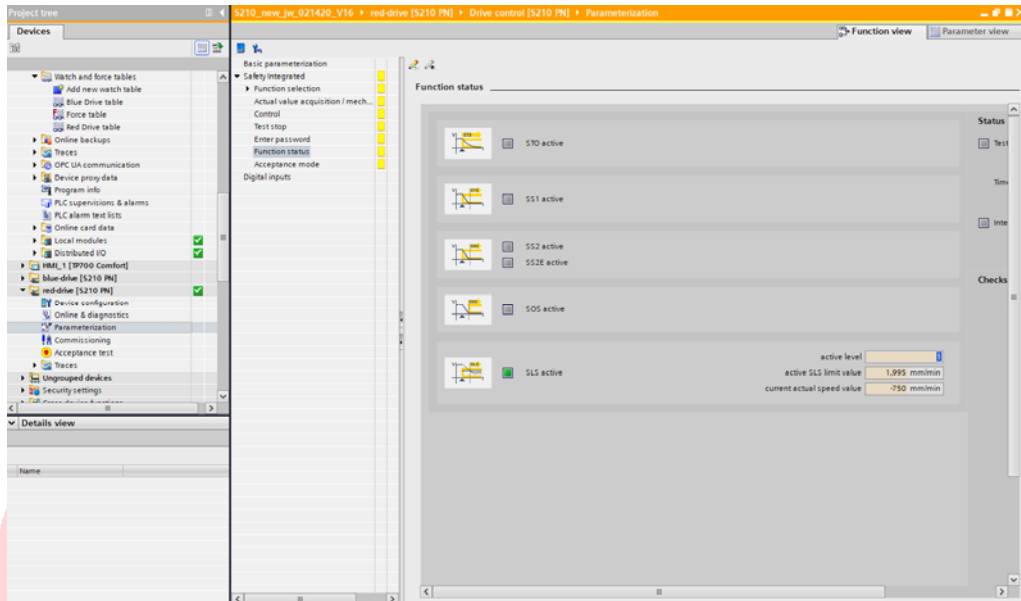 Project tree
Devices
Watch and force tables
Add new watch table
Blue Drive table
Force table
Red Drive table
Online backups
Traces
OPC UA communication
Device proxy data
Program info
PLC supervisions & alarms
PLC alarm text lists
Online card data
Local modules
Distributed I/O
HMI_1 [TP700 Comfort]
blue-drive [S210 PN]
red-drive [S210 PN]
Device configuration
Online & diagnostics
Parameterization
Commissioning
Acceptance test
Traces
Ungrouped devices
Security settings
Cross-device functions
Details view
Name
S210_new_jw_021420_V16 red-drive [S210 PN] Drive control [S210 PN] Parameterization
Function view Parameter view
Basic parameterization
Safety Integrated
Function selection
Actual value acquisition / mech...
Control
Test stop
Enter password
Function status
Acceptance mode
Digital inputs
Function status
STO active
SS1 active
SS2 active
SS2E active
SOS active
SLS active
active level 1
active SLS limit value 1,995 mm/min
current actual speed value -750 mm/min
Status
Test
Time
Inte
Checks